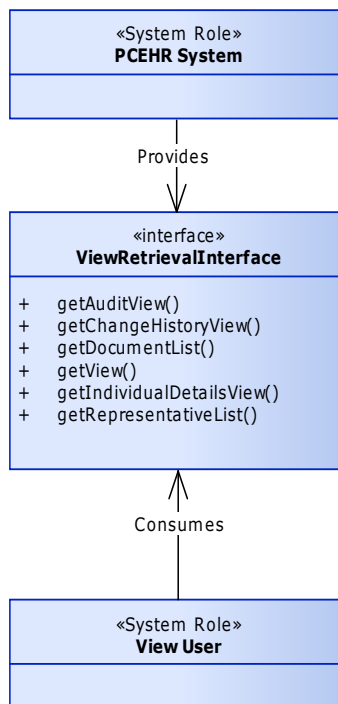 «System Role»
PCEHR System
Provides
«interface»
ViewRetrievalInterface
+ getAuditView()
+ getChangeHistoryView()
+ getDocumentList()
+ getView()
+ getIndividualDetailsView()
+ getRepresentativeList()
Consumes
«System Role»
View User